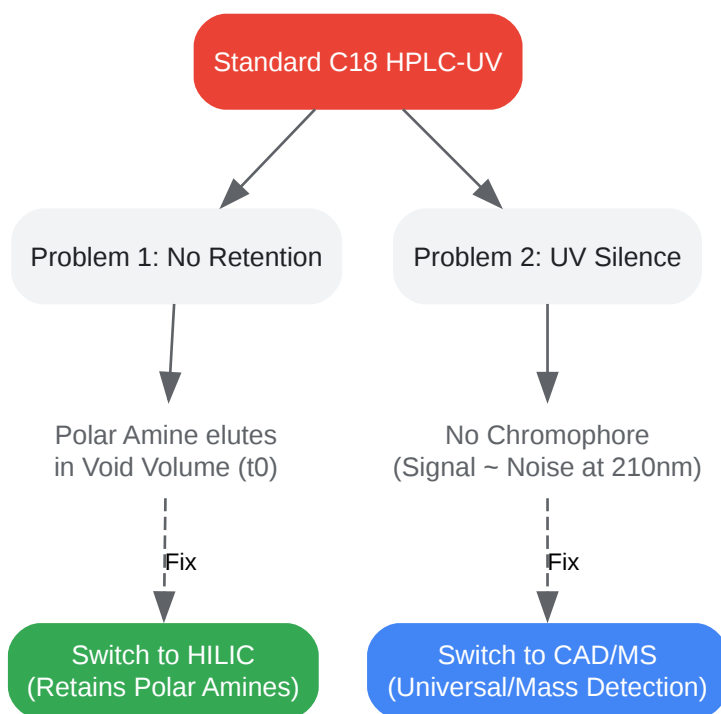 Standard C18 HPLC-UV
Problem 1: No Retention
Problem 2: UV Silence
Polar Amine elutes
in Void Volume (t0)
No Chromophore
(Signal ~ Noise at 210nm)
Fix
Fix
Switch to HILIC
(Retains Polar Amines)
Switch to CAD/MS
(Universal/Mass Detection)